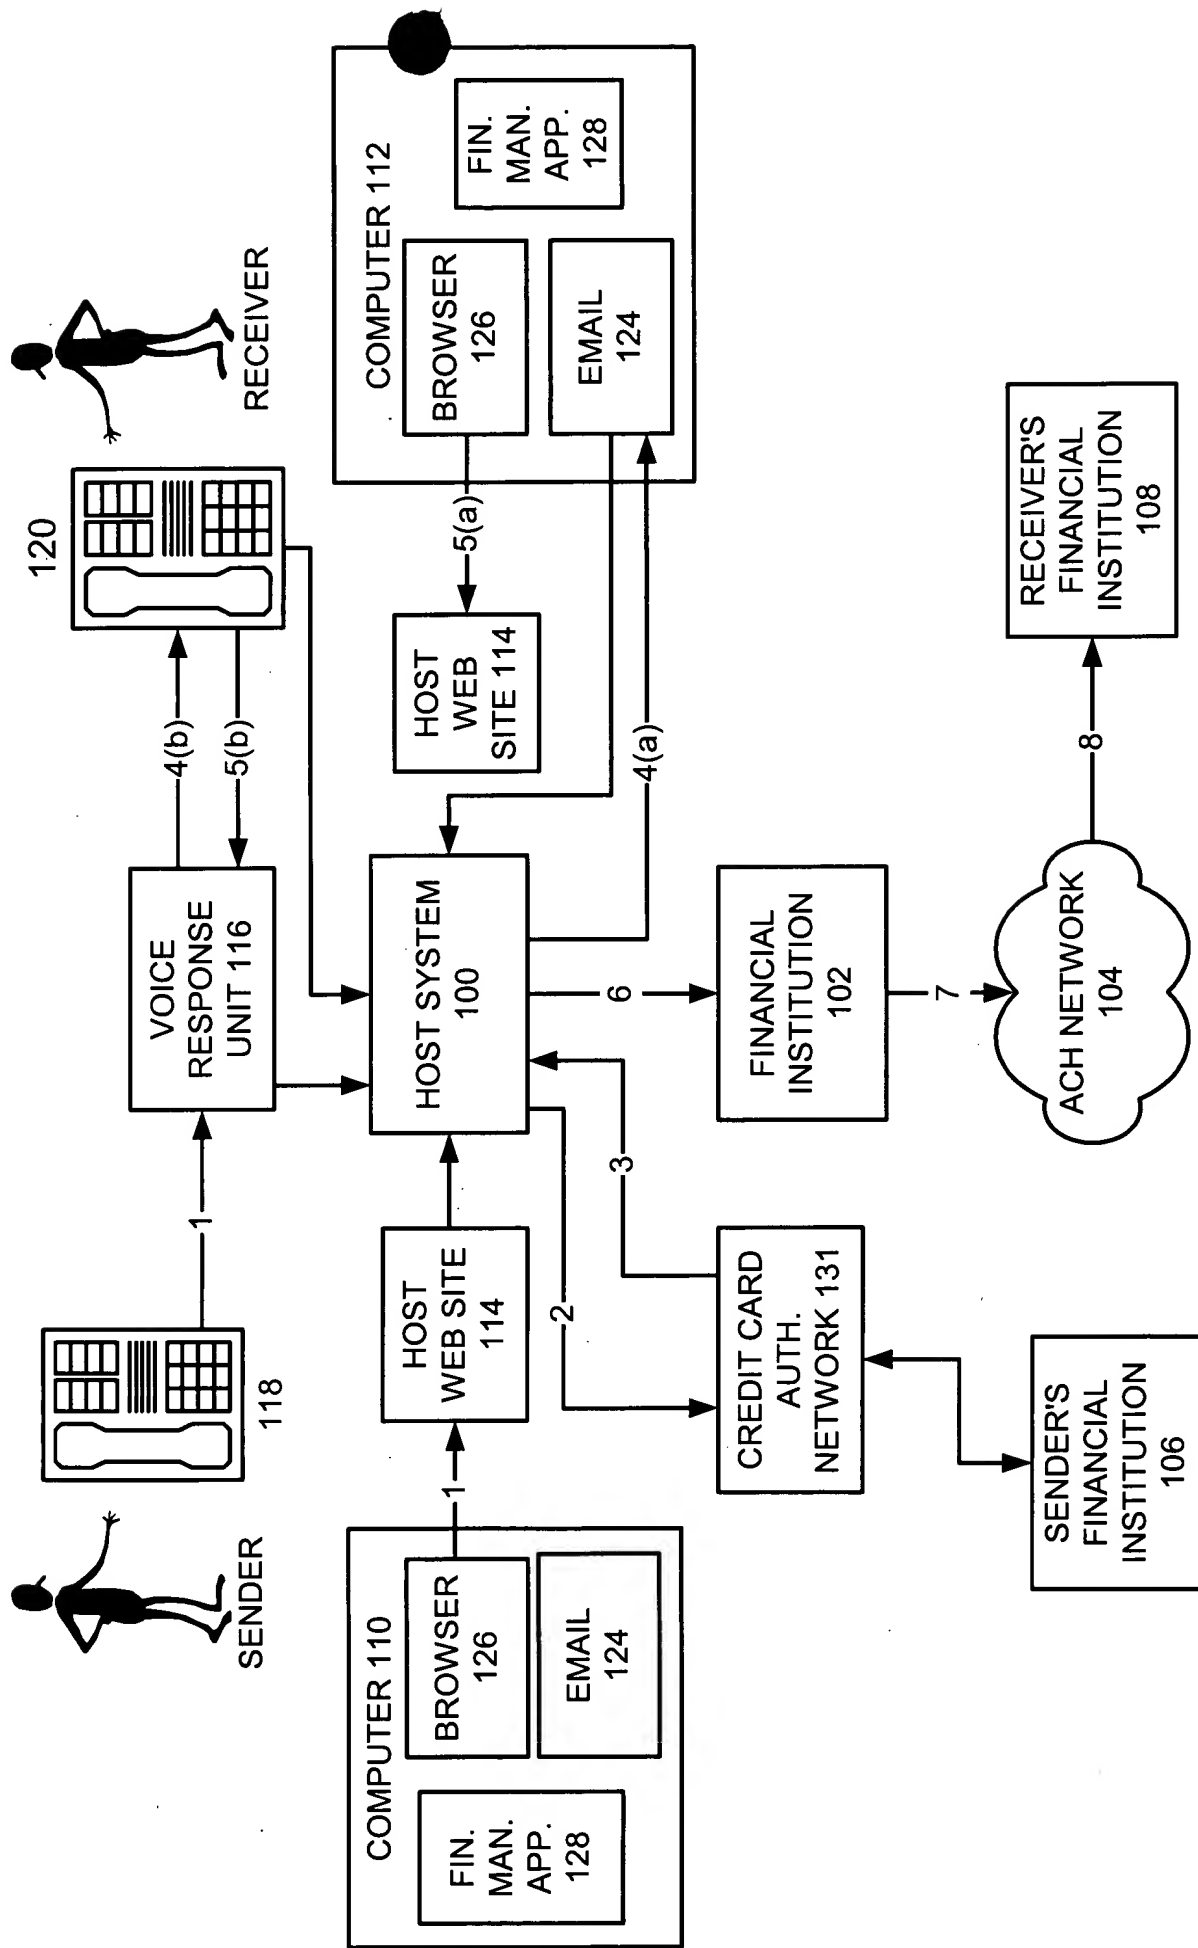 SENDER
118
1
VOICE
RESPONSE
UNIT 116
4(b)
5(b)
120
RECEIVER
COMPUTER 110
FIN.
MAN.
APP.
128
BROWSER
126
EMAIL
124
1
HOST
WEB SITE
114
HOST SYSTEM
100
2
3
6
4(a)
HOST
WEB
SITE 114
5(a)
COMPUTER 112
BROWSER
126
EMAIL
124
FIN.
MAN.
APP.
128
CREDIT CARD
AUTH.
NETWORK 131
FINANCIAL
INSTITUTION
102
7
SENDER'S
FINANCIAL
INSTITUTION
106
ACH NETWORK
104
8
RECEIVER'S
FINANCIAL
INSTITUTION
108